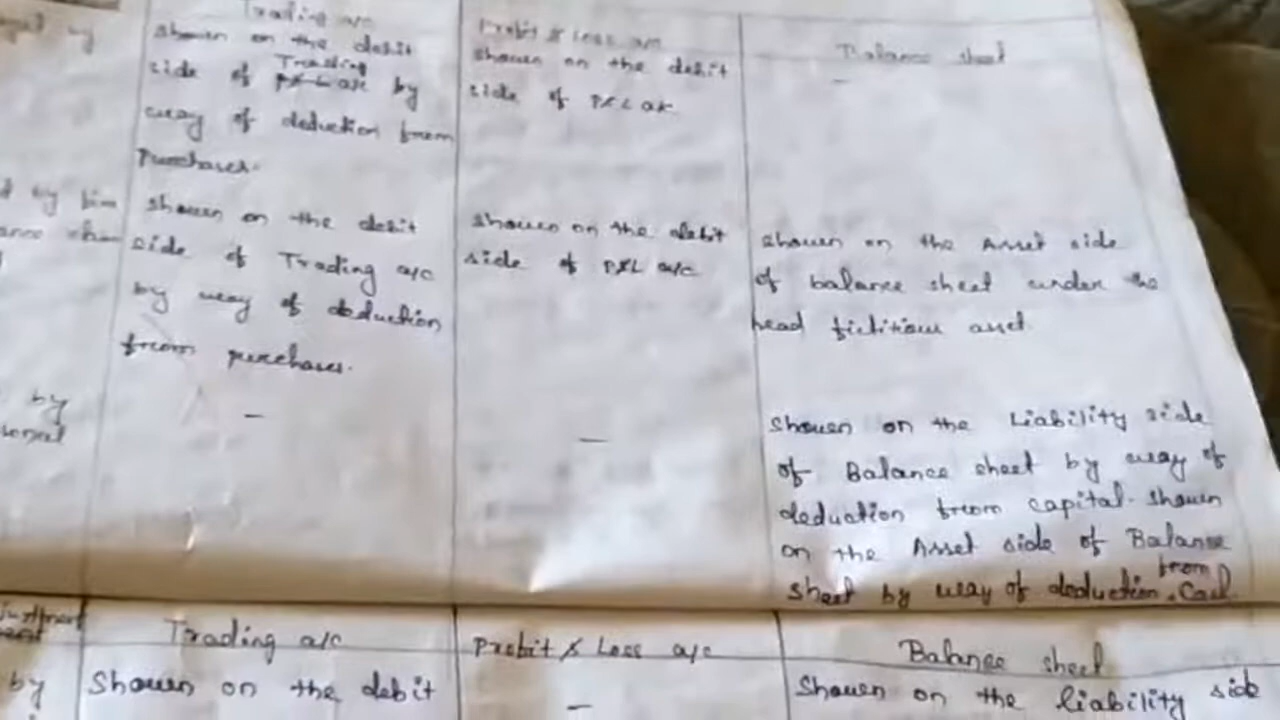 Trading a/c
shown on the debit
side of Trading a/c by
way of deduction from
Purchases.
shown on the debit
side of Trading a/c
by way of deduction
from purchases.
-
Profit & Loss a/c
shown on the debit
side of P&L a/c
shown on the debit
side of P&L a/c
-
Balance sheet
-
shown on the Asset side
of balance sheet under the
head fictitious asset
shown on the Liability side
of Balance sheet by way of
deduction from capital. Shown
on the Asset side of Balance
sheet by way of deduction from
by
by
Trading a/c
Shown on the debit
Profit & Loss a/c
-
Balance sheet
Shown on the liability side
by